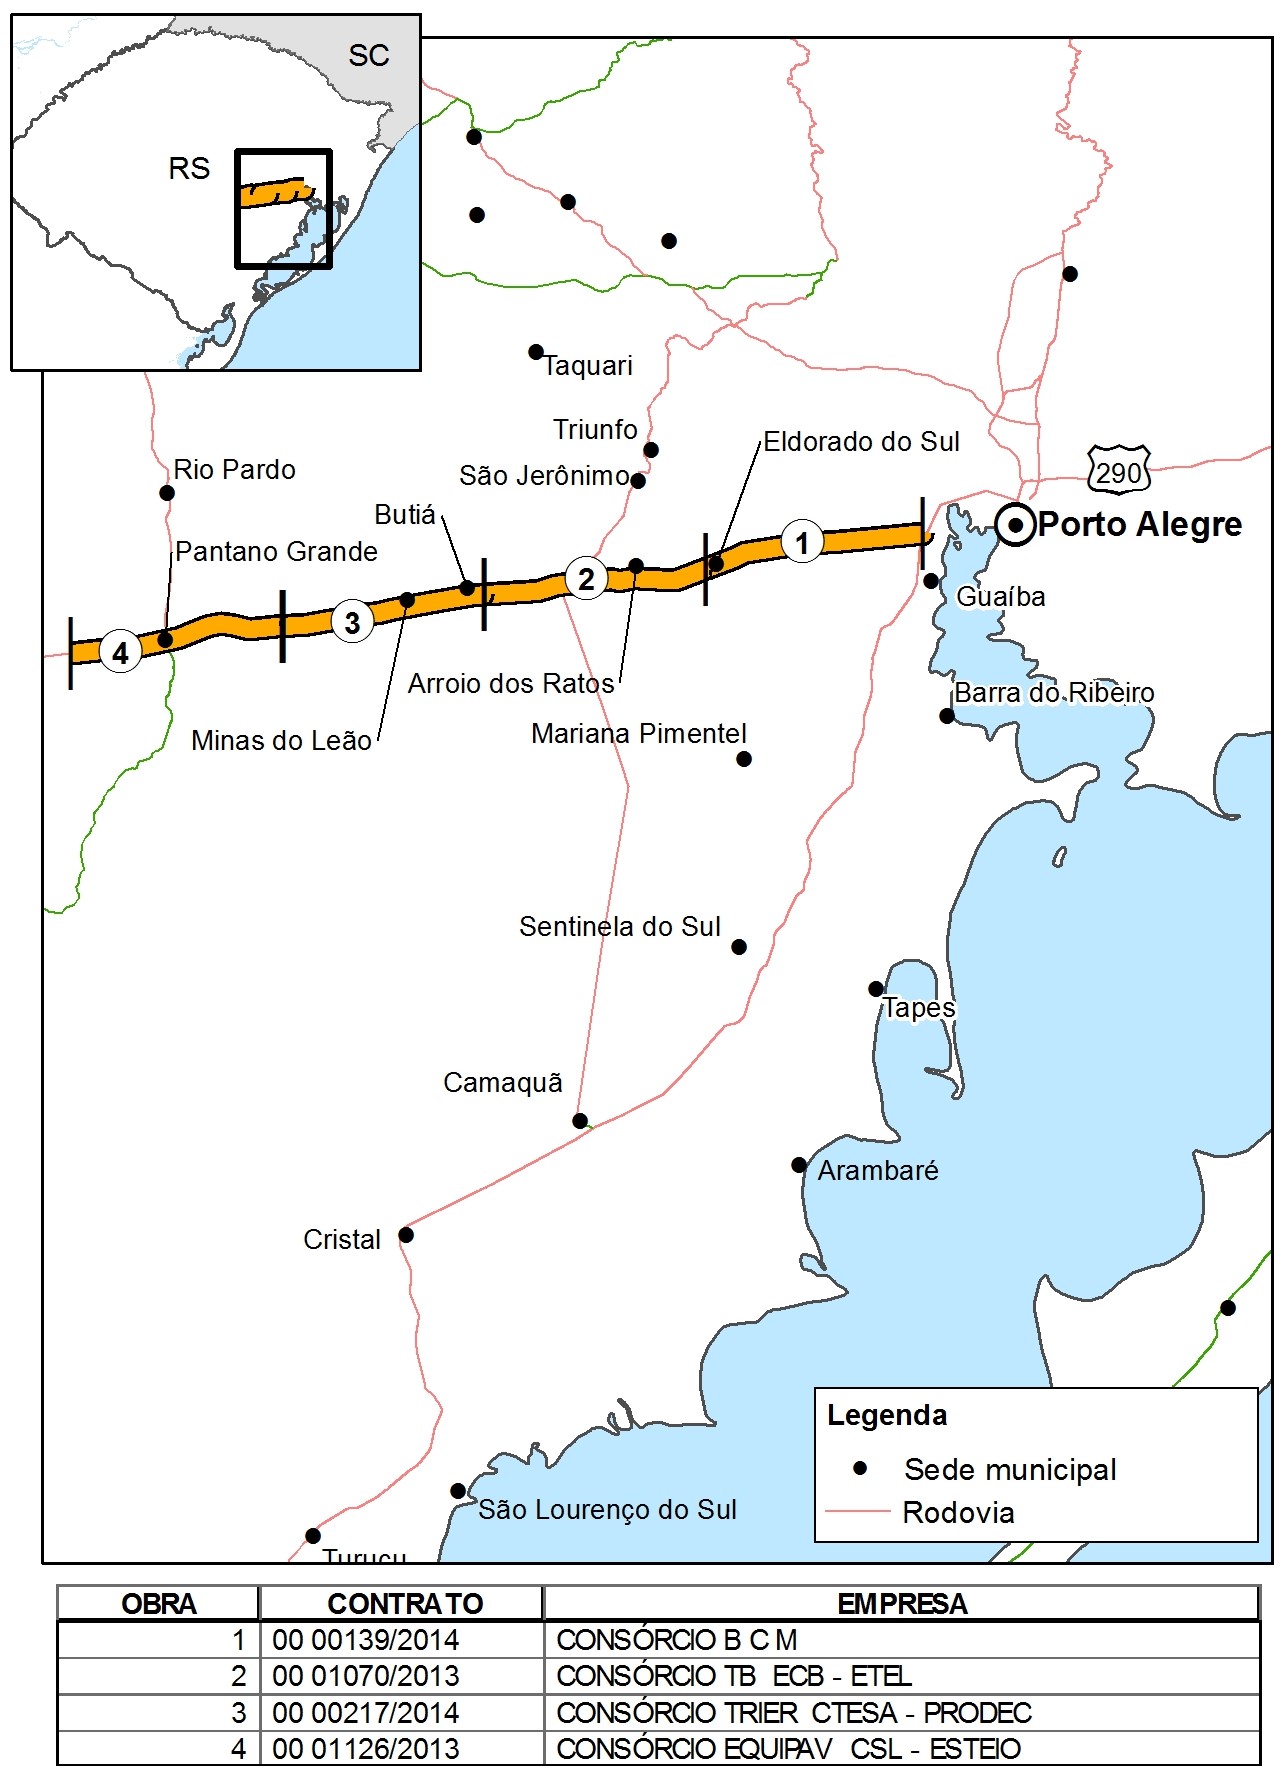 SC
RS
Taquari
Triunfo
Eldorado do Sul
Rio Pardo
São Jerônimo
290
Butiá
Porto Alegre
Pantano Grande
1
2
Guaíba
3
4
Arroio dos Ratos
Barra do Ribeiro
Minas do Leão
Mariana Pimentel
Sentinela do Sul
Tapes
Camaquã
Arambaré
Cristal
Legenda
Sede municipal
Rodovia
São Lourenço do Sul
Turuçu
OBRA CONTRATO EMPRESA
1 00 00139/2014 CONSÓRCIO B C M
2 00 01070/2013 CONSÓRCIO TB ECB - ETEL
3 00 00217/2014 CONSÓRCIO TRIER CTESA - PRODEC
4 00 01126/2013 CONSÓRCIO EQUIPAV CSL - ESTEIO